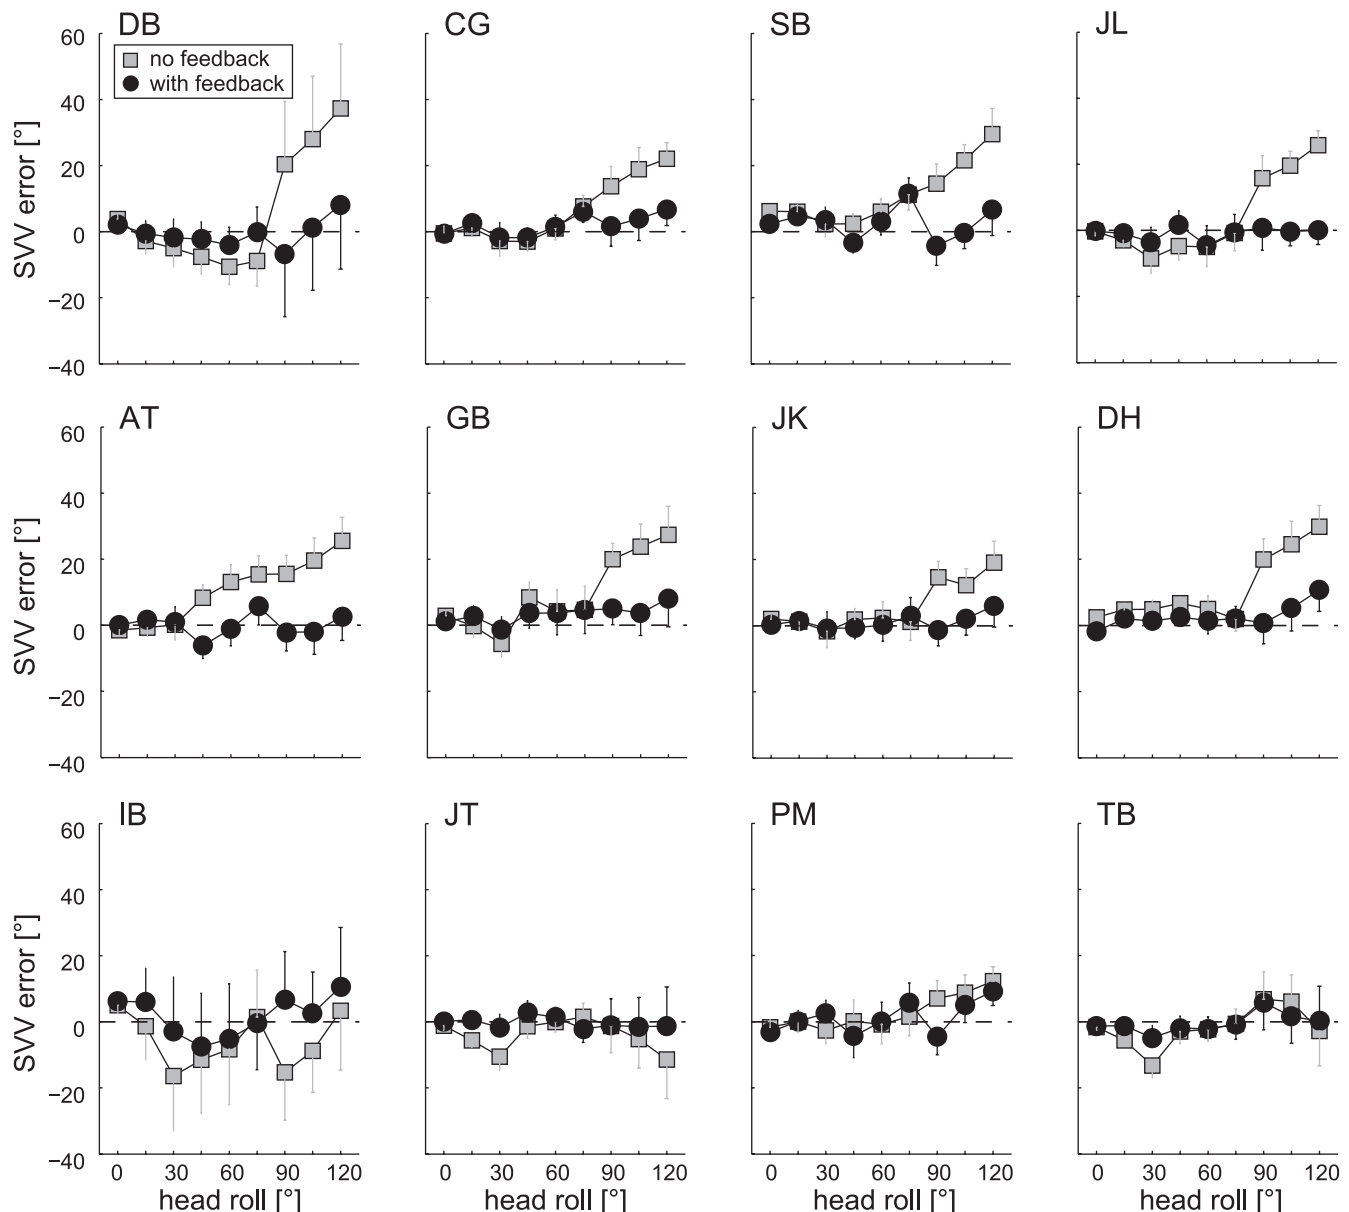 DB CG SB JL
no feedback
with feedback
60
40
20
0
−20
−40
SVV error [°]
AT GB JK DH
60
40
20
0
−20
−40
SVV error [°]
IB JT PM TB
60
40
20
0
−20
−40
SVV error [°]
0 30 60 90 120 0 30 60 90 120 0 30 60 90 120 0 30 60 90 120
head roll [°] head roll [°] head roll [°] head roll [°]